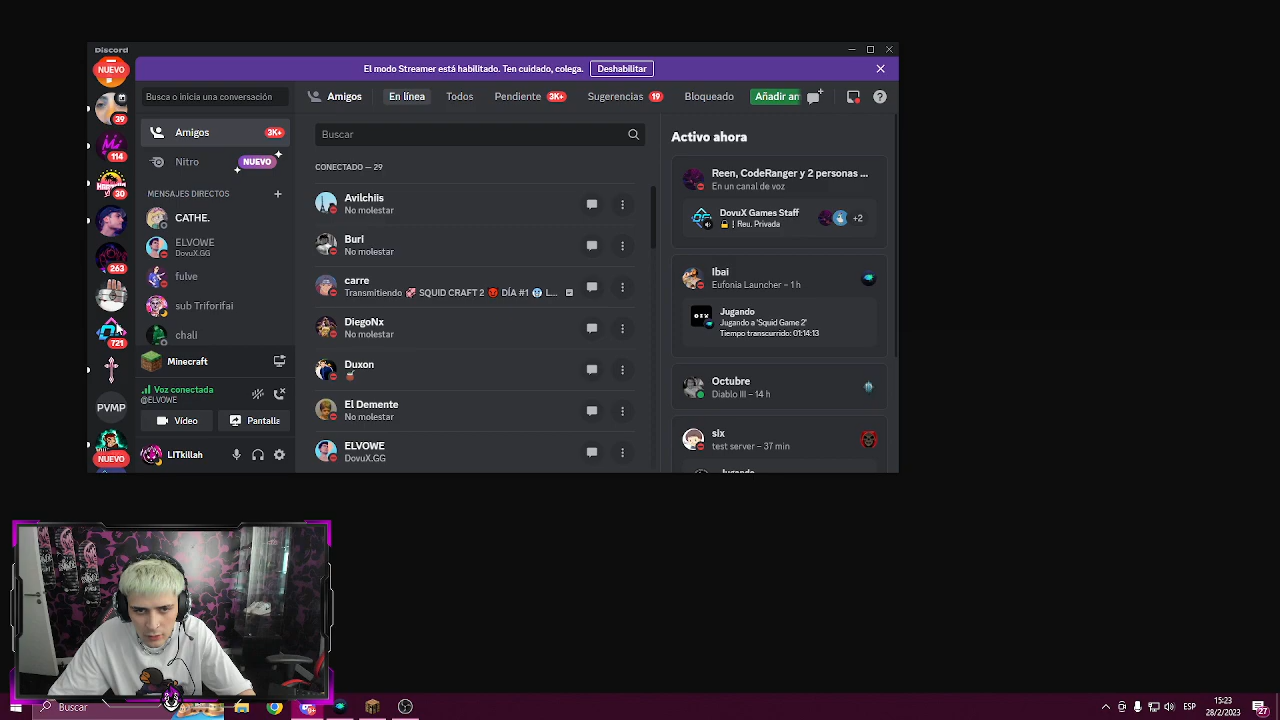 Discord
El modo Streamer está habilitado. Ten cuidado, colega.
Deshabilitar
NUEVO
39
114
30
263
721
PVMP
NUEVO
Busca o inicia una conversación
Amigos
3K+
Nitro
NUEVO
MENSAJES DIRECTOS
CATHE.
ELVOWE
DovuX.GG
fulve
sub Triforifai
chali
Minecraft
Voz conectada
@ELVOWE
Vídeo
Pantalla
LITkillah
Amigos
En línea
Todos
Pendiente
3K+
Sugerencias
19
Bloqueado
Añadir am
Buscar
CONECTADO — 29
Avilchiis
No molestar
Burl
No molestar
carre
Transmitiendo SQUID CRAFT 2 DÍA #1 L...
DiegoNx
No molestar
Duxon
El Demente
No molestar
ELVOWE
DovuX.GG
Activo ahora
Reen, CodeRanger y 2 personas ...
En un canal de voz
DovuX Games Staff
Reu. Privada
+2
Ibai
Eufonia Launcher – 1 h
Jugando
Jugando a 'Squid Game 2'
Tiempo transcurrido: 01:14:13
Octubre
Diablo III – 14 h
six
test server – 37 min
Jugando
Buscar
ESP
15:23
28/2/2023
27